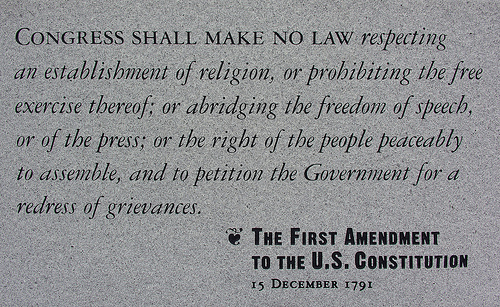 CONGRESS SHALL MAKE NO LAW respecting
an establishment of religion, or prohibiting the free
exercise thereof; or abridging the freedom of speech,
or of the press; or the right of the people peaceably
to assemble, and to petition the Government for a
redress of grievances.
THE FIRST AMENDMENT
TO THE U.S. CONSTITUTION
15 DECEMBER 1791